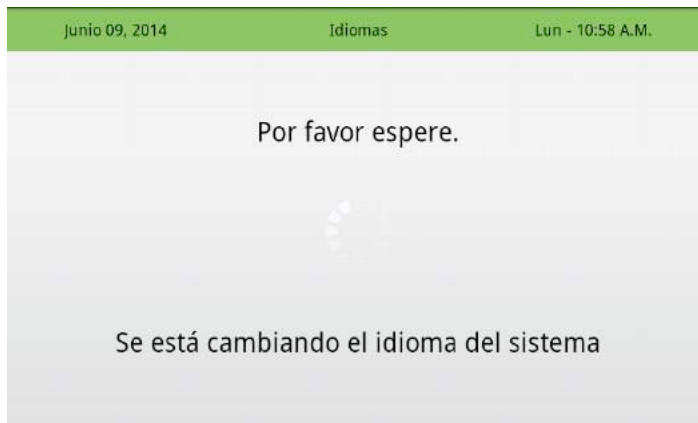 Junio 09, 2014 Idiomas Lun - 10:58 A.M.
Por favor espere.
Se está cambiando el idioma del sistema